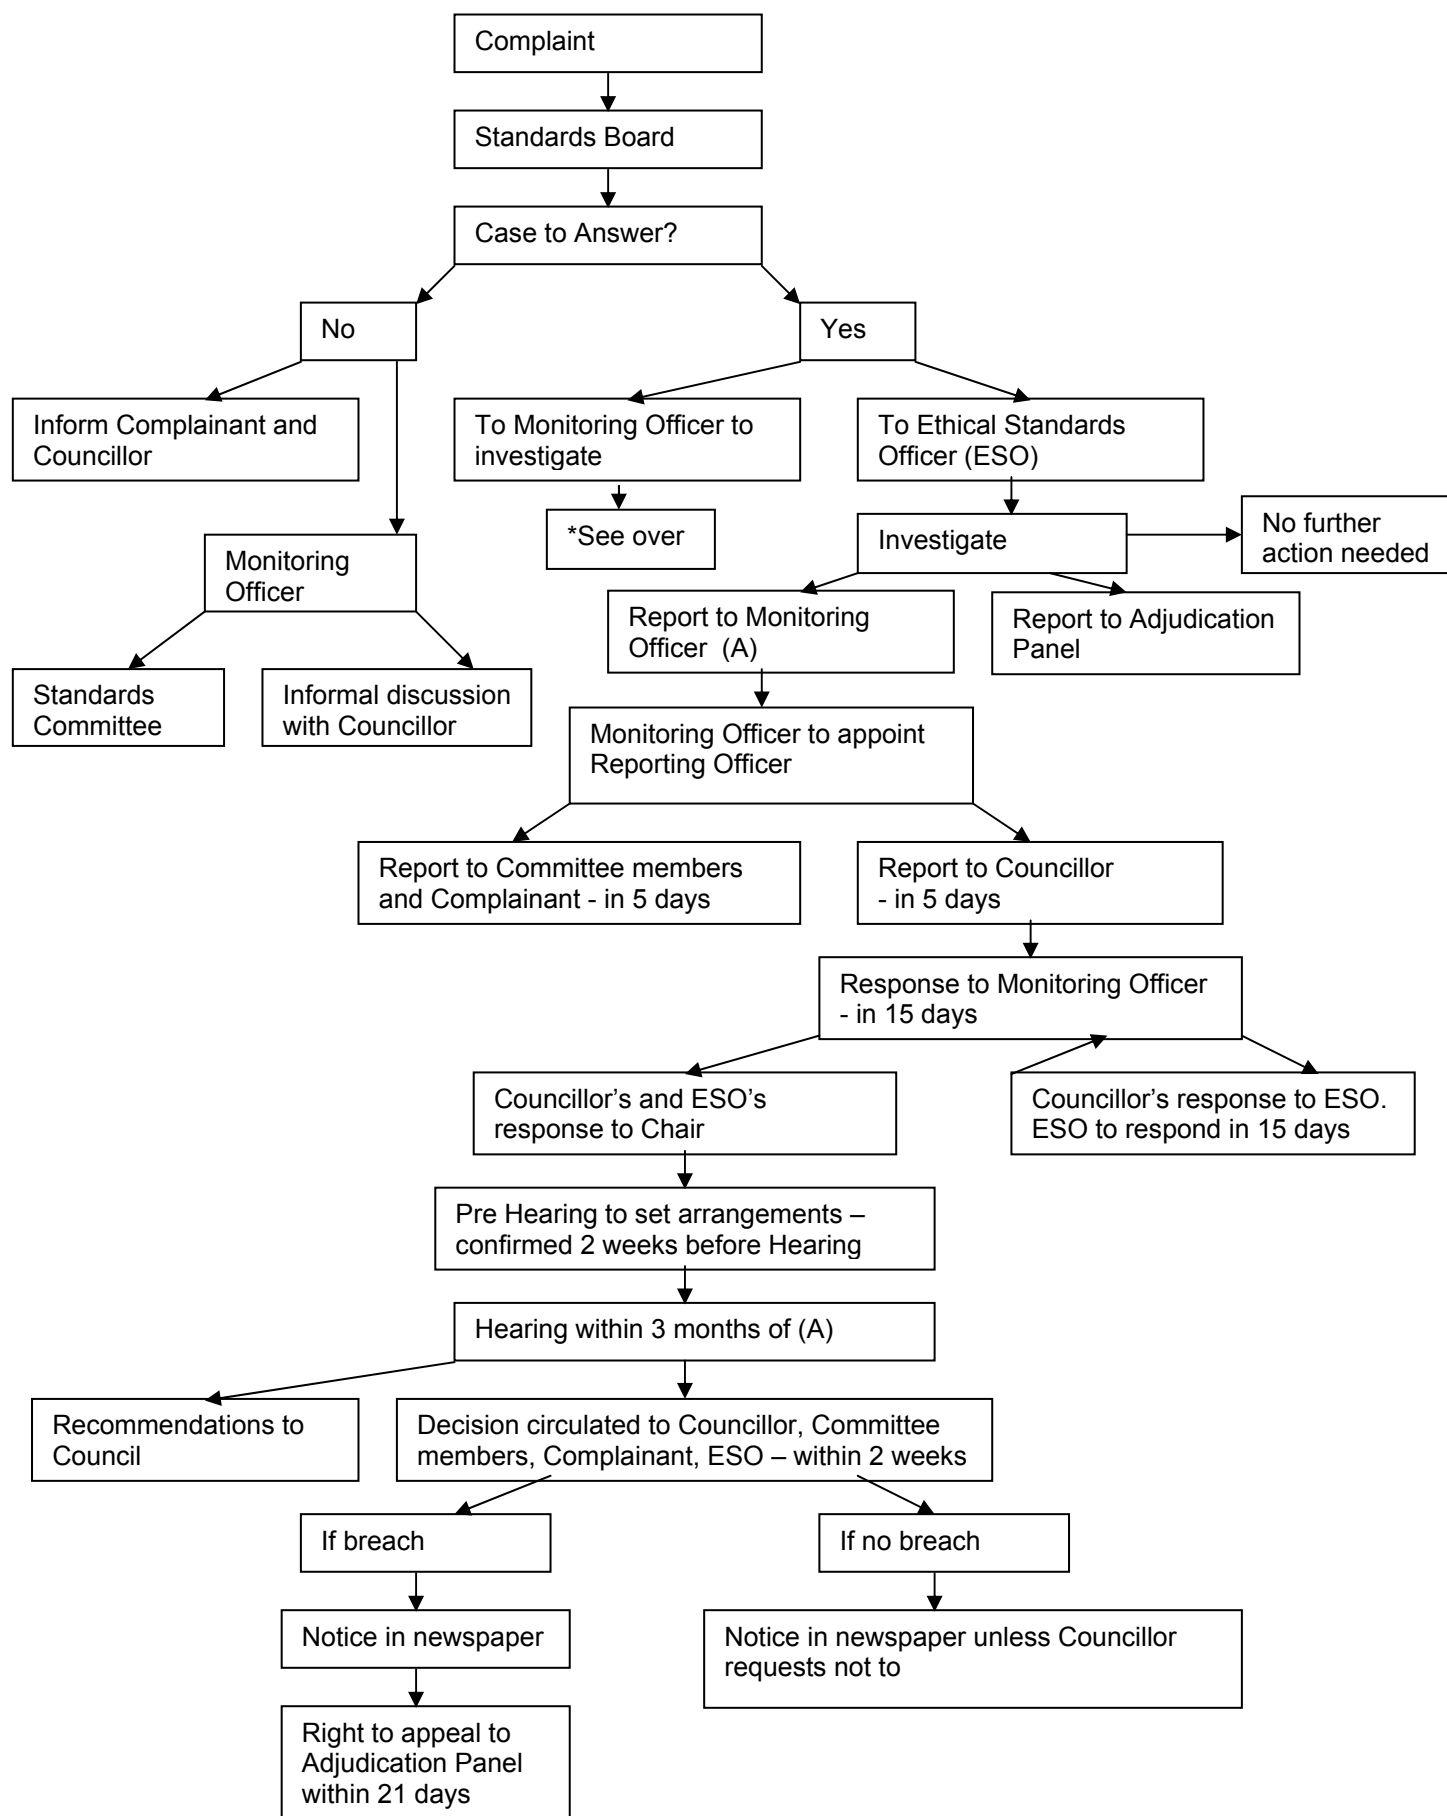 Complaint
Standards Board
Case to Answer?
No
Yes
Inform Complainant and
Councillor
To Monitoring Officer to
investigate
To Ethical Standards
Officer (ESO)
*See over
Investigate
No further
action needed
Monitoring
Officer
Report to Monitoring
Officer (A)
Report to Adjudication
Panel
Standards
Committee
Informal discussion
with Councillor
Monitoring Officer to appoint
Reporting Officer
Report to Committee members
and Complainant - in 5 days
Report to Councillor
- in 5 days
Response to Monitoring Officer
- in 15 days
Councillor’s and ESO’s
response to Chair
Councillor’s response to ESO.
ESO to respond in 15 days
Pre Hearing to set arrangements –
confirmed 2 weeks before Hearing
Hearing within 3 months of (A)
Recommendations to
Council
Decision circulated to Councillor, Committee
members, Complainant, ESO – within 2 weeks
If breach
If no breach
Notice in newspaper
Notice in newspaper unless Councillor
requests not to
Right to appeal to
Adjudication Panel
within 21 days